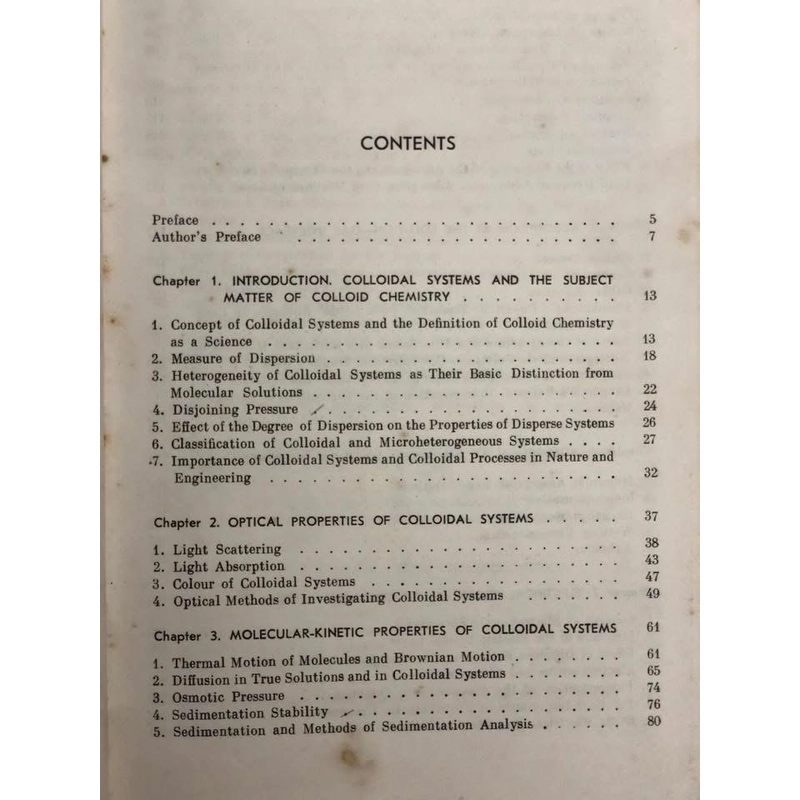 CONTENTS
Preface . . . . . . . . . . . . . . . . . . . . . . . . . . . . 5
Author's Preface . . . . . . . . . . . . . . . . . . . . . . . 7
Chapter 1. INTRODUCTION. COLLOIDAL SYSTEMS AND THE SUBJECT
MATTER OF COLLOID CHEMISTRY . . . . . . . . . . 13
1. Concept of Colloidal Systems and the Definition of Colloid Chemistry
as a Science . . . . . . . . . . . . . . . . . . . . . . . . 13
2. Measure of Dispersion . . . . . . . . . . . . . . . . . . . . 18
3. Heterogeneity of Colloidal Systems as Their Basic Distinction from
Molecular Solutions . . . . . . . . . . . . . . . . . . . . . 22
4. Disjoining Pressure . . . . . . . . . . . . . . . . . . . . . 24
5. Effect of the Degree of Dispersion on the Properties of Disperse Systems 26
6. Classification of Colloidal and Microheterogeneous Systems . . . . 27
7. Importance of Colloidal Systems and Colloidal Processes in Nature and
Engineering . . . . . . . . . . . . . . . . . . . . . . . . 32
Chapter 2. OPTICAL PROPERTIES OF COLLOIDAL SYSTEMS . . . . . 37
1. Light Scattering . . . . . . . . . . . . . . . . . . . . . . 38
2. Light Absorption . . . . . . . . . . . . . . . . . . . . . . 43
3. Colour of Colloidal Systems . . . . . . . . . . . . . . . . . 47
4. Optical Methods of Investigating Colloidal Systems . . . . . . . 49
Chapter 3. MOLECULAR-KINETIC PROPERTIES OF COLLOIDAL SYSTEMS 61
1. Thermal Motion of Molecules and Brownian Motion . . . . . . . . 61
2. Diffusion in True Solutions and in Colloidal Systems . . . . . . . . 65
3. Osmotic Pressure . . . . . . . . . . . . . . . . . . . . . . 74
4. Sedimentation Stability . . . . . . . . . . . . . . . . . . . 76
5. Sedimentation and Methods of Sedimentation Analysis . . . . . . 80